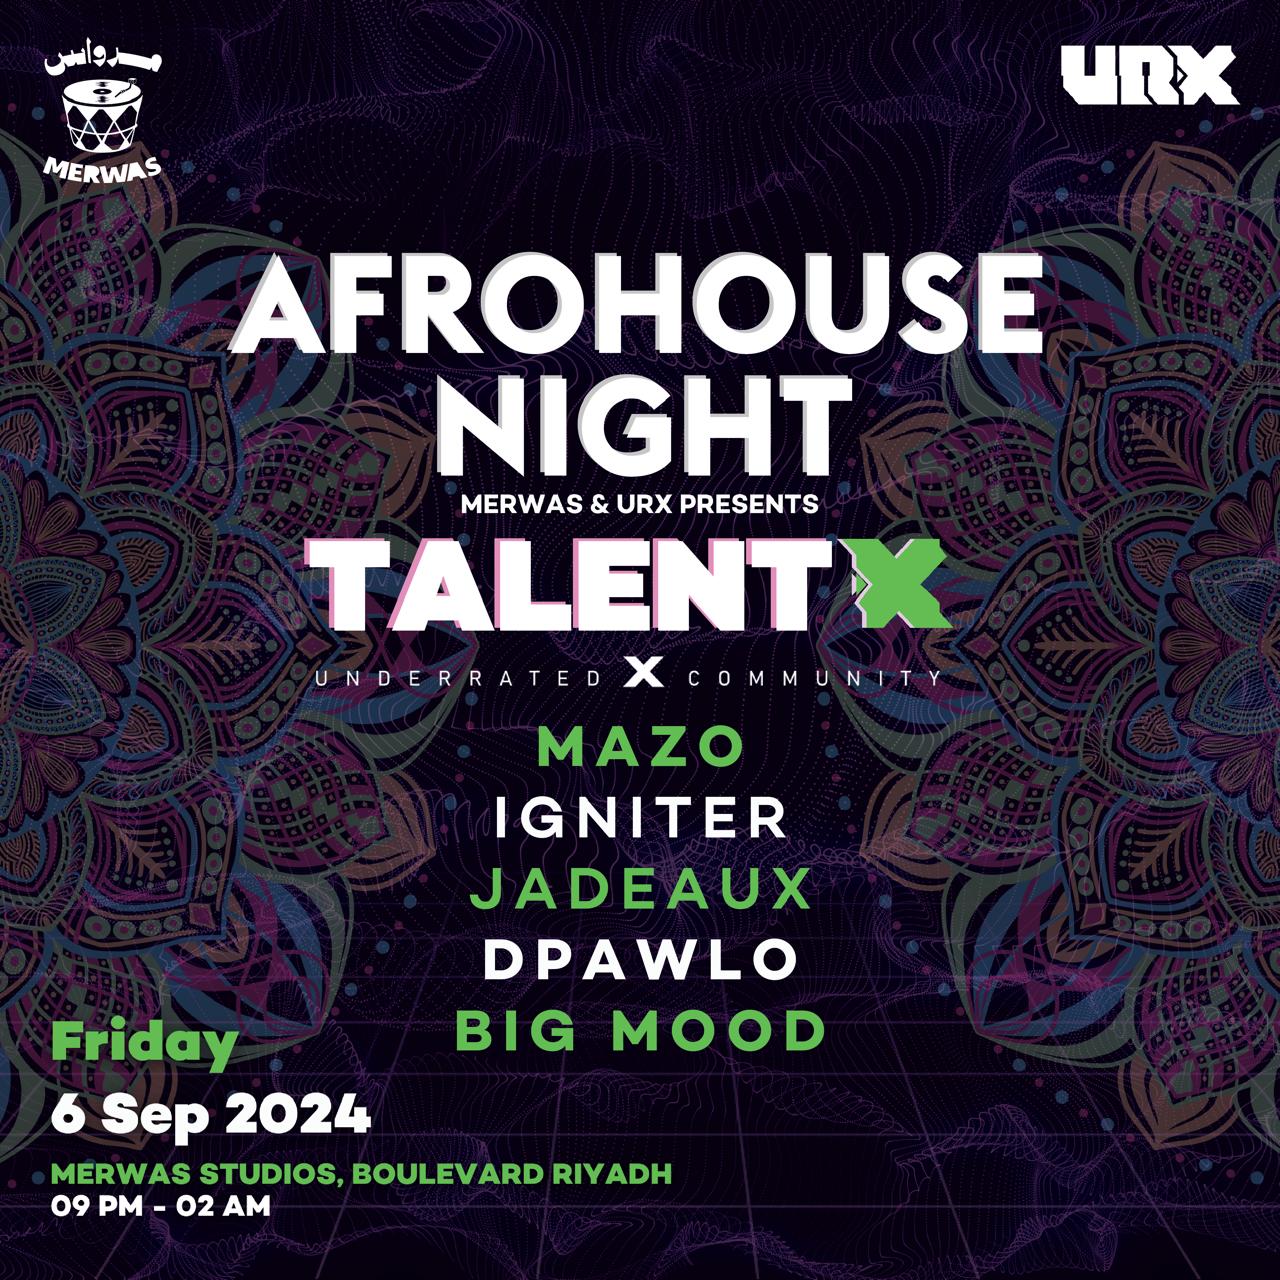 مرواس
MERWAS
URX
AFROHOUSE
NIGHT
MERWAS & URX PRESENTS
TALENTX
UNDERRATED X COMMUNITY
MAZO
IGNITER
JADEAUX
DPAWLO
BIG MOOD
Friday
6 Sep 2024
MERWAS STUDIOS, BOULEVARD RIYADH
09 PM - 02 AM